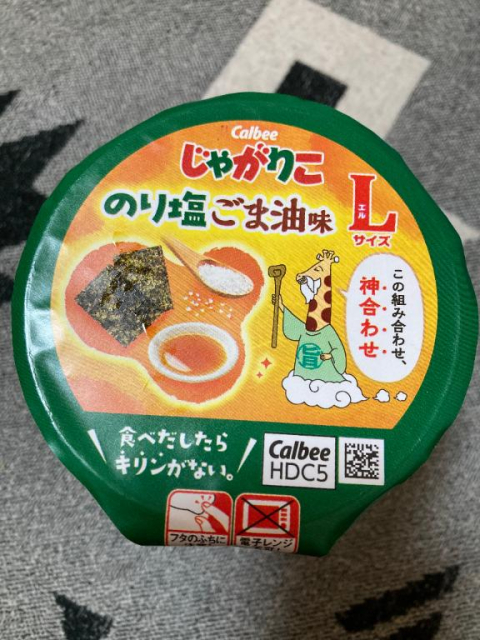 Calbee
じゃがりこ
のり塩ごま油味
L
エル
サイズ
この組み合わせ、
神合わせ
旨
食べだしたら
キリンがない。
Calbee
HDC5
フタのふちに
電子レンジ